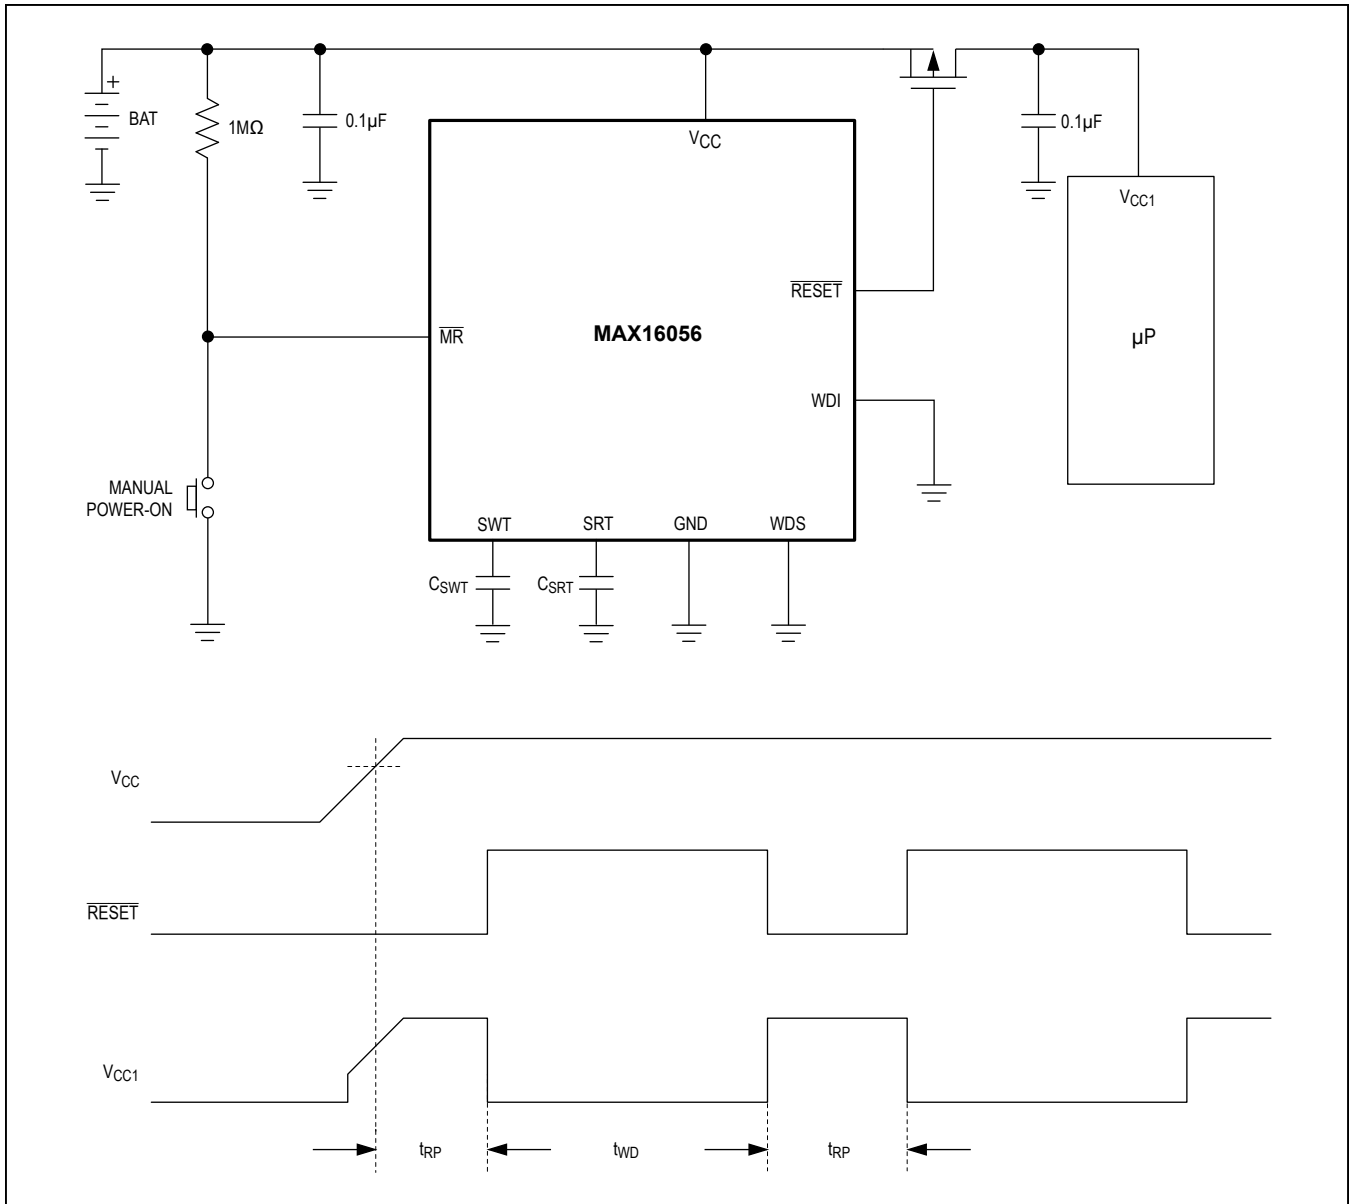 +
BAT
1MΩ
0.1µF
VCC
0.1µF
VCC1
RESET
MR
MAX16056
µP
WDI
MANUAL
POWER-ON
SWT
SRT
GND
WDS
CSWT
CSRT
VCC
RESET
VCC1
tRP
tWD
tRP